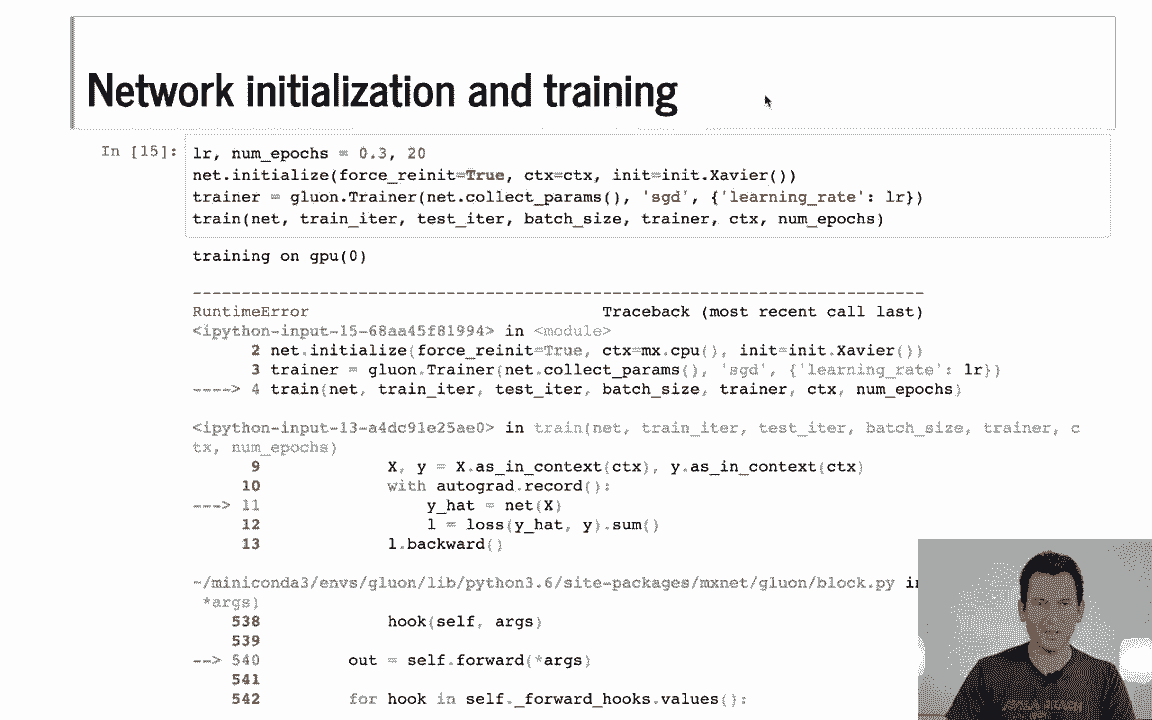 Network initialization and training
In [15]: lr, num_epochs = 0.3, 20
net.initialize(force_reinit=True, ctx=ctx, init=init.Xavier())
trainer = gluon.Trainer(net.collect_params(), 'sgd', {'learning_rate': lr})
train(net, train_iter, test_iter, batch_size, trainer, ctx, num_epochs)
training on gpu(0)
---------------------------------------------------------------------------
RuntimeError Traceback (most recent call last)
<ipython-input-15-68aa45f81994> in <module>
2 net.initialize(force_reinit=True, ctx=mx.cpu(), init=init.Xavier())
3 trainer = gluon.Trainer(net.collect_params(), 'sgd', {'learning_rate': lr})
----> 4 train(net, train_iter, test_iter, batch_size, trainer, ctx, num_epochs)
<ipython-input-13-a4dc91e25ae0> in train(net, train_iter, test_iter, batch_size, trainer, c
tx, num_epochs)
9 X, y = X.as_in_context(ctx), y.as_in_context(ctx)
10 with autograd.record():
---> 11 y_hat = net(X)
12 l = loss(y_hat, y).sum()
13 l.backward()
~/miniconda3/envs/gluon/lib/python3.6/site-packages/mxnet/gluon/block.py in
*args)
538 hook(self, args)
539
--> 540 out = self.forward(*args)
541
542 for hook in self._forward_hooks.values():